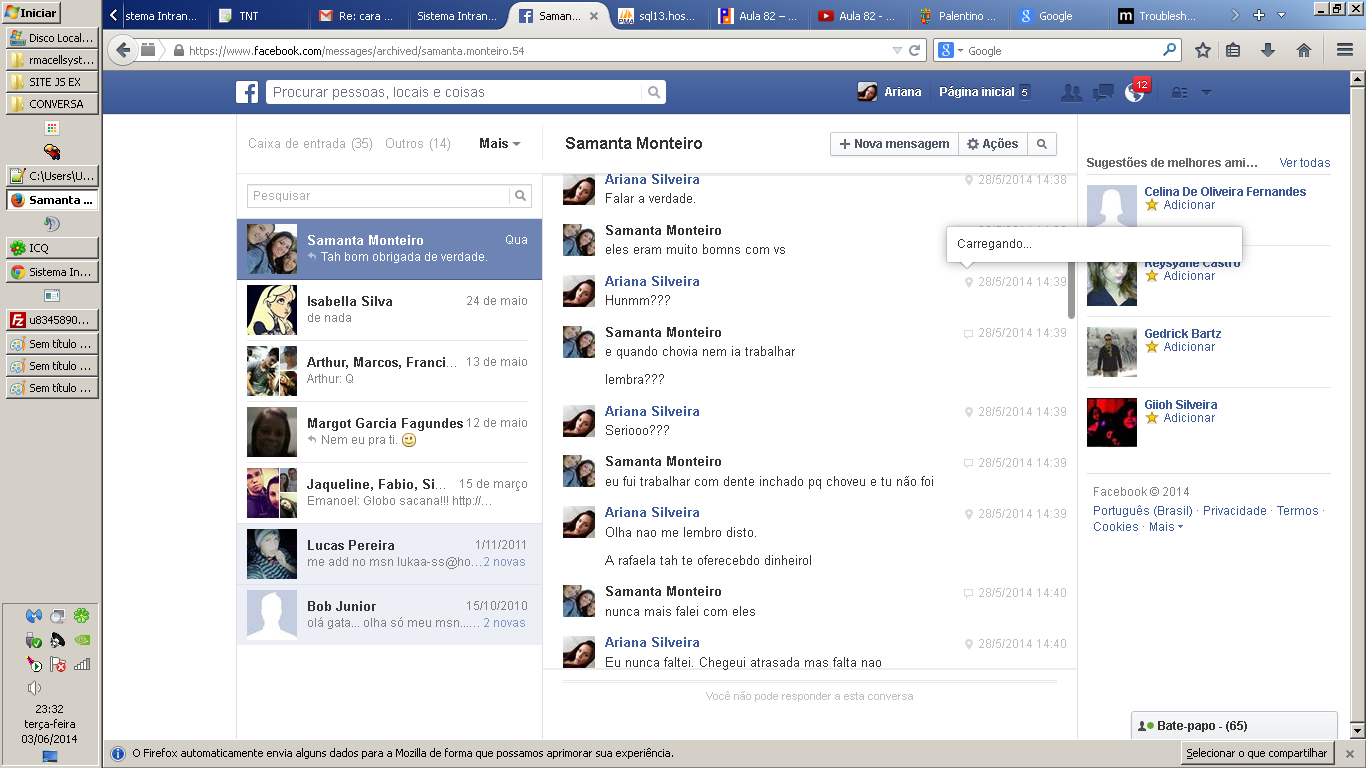 Iniciar
Disco Local...
rmacellsyst...
SITE JS EX
CONVERSA
C:\Users\U...
Samanta ...
ICQ
Sistema In...
u8345890...
Sem título ...
Sem título ...
Sem título ...
23:32
terça-feira
03/06/2014
istema Intran...
TNT
Re: cara ...
Sistema Intran...
Saman...
sql13.hos...
Aula 82 – ...
Aula 82 - ...
Palentino ...
Google
Troublesh...
https://www.facebook.com/messages/archived/samanta.monteiro.54
Google
Procurar pessoas, locais e coisas
Ariana
Página inicial 5
12
Caixa de entrada (35) Outros (14) Mais
Pesquisar
Samanta Monteiro Qua
Tah bom obrigada de verdade.
Isabella Silva 24 de maio
de nada
Arthur, Marcos, Franci... 13 de maio
Arthur: Q
Margot Garcia Fagundes 12 de maio
Nem eu pra ti.
Jaqueline, Fabio, Si... 15 de março
Emanoel: Globo sacana!!! http://...
Lucas Pereira 1/11/2011
me add no msn lukaa-ss@ho... 2 novas
Bob Junior 15/10/2010
olá gata... olha só meu msn..... 2 novas
Samanta Monteiro
Nova mensagem
Ações
Ariana Silveira 28/5/2014 14:38
Falar a verdade.
Samanta Monteiro
eles eram muito bomns com vs
Carregando...
Ariana Silveira 28/5/2014 14:39
Hunmm???
Samanta Monteiro 28/5/2014 14:39
e quando chovia nem ia trabalhar
lembra???
Ariana Silveira 28/5/2014 14:39
Seriooo???
Samanta Monteiro 28/5/2014 14:39
eu fui trabalhar com dente inchado pq choveu e tu não foi
Ariana Silveira 28/5/2014 14:39
Olha nao me lembro disto.
A rafaela tah te oferecebdo dinheirol
Samanta Monteiro 28/5/2014 14:40
nunca mais falei com eles
Ariana Silveira 28/5/2014 14:40
Eu nunca faltei. Chegeui atrasada mas falta nao
Você não pode responder a esta conversa
Sugestões de melhores ami... Ver todas
Celina De Oliveira Fernandes
Adicionar
Reysyane Castro
Adicionar
Gedrick Bartz
Adicionar
Giioh Silveira
Adicionar
Facebook © 2014
Português (Brasil) · Privacidade · Termos ·
Cookies · Mais
Bate-papo - (65)
O Firefox automaticamente envia alguns dados para a Mozilla de forma que possamos aprimorar sua experiência.
Selecionar o que compartilhar